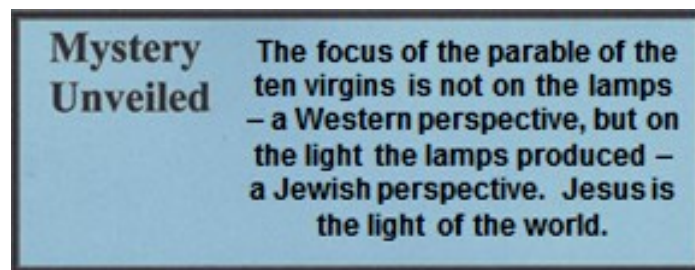 Mystery
Unveiled
The focus of the parable of the
ten virgins is not on the lamps
– a Western perspective, but on
the light the lamps produced –
a Jewish perspective. Jesus is
the light of the world.